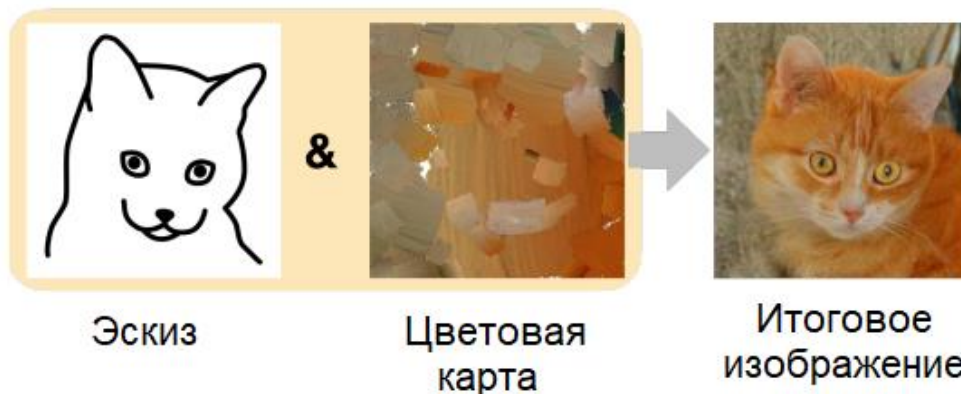 &
Эскиз
Цветовая
карта
Итоговое
изображение